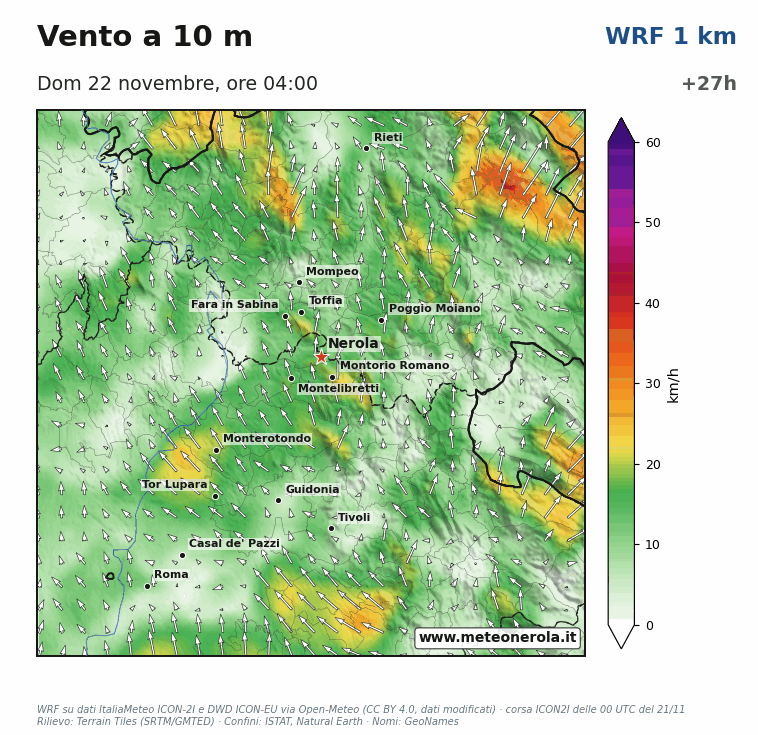 Vento a 10 m
WRF 1 km
Dom 22 novembre, ore 04:00
+27h
Rieti
Mompeo
Toffia
Fara in Sabina
Poggio Moiano
Nerola
Montorio Romano
Montelibretti
Monterotondo
Tor Lupara
Guidonia
Tivoli
Casal de' Pazzi
Roma
www.meteonerola.it
60
50
40
30
20
10
0
km/h
WRF su dati ItaliaMeteo ICON-2I e DWD ICON-EU via Open-Meteo (CC BY 4.0, dati modificati) · corsa ICON2I delle 00 UTC del 21/11
Rilievo: Terrain Tiles (SRTM/GMTED) · Confini: ISTAT, Natural Earth · Nomi: GeoNames